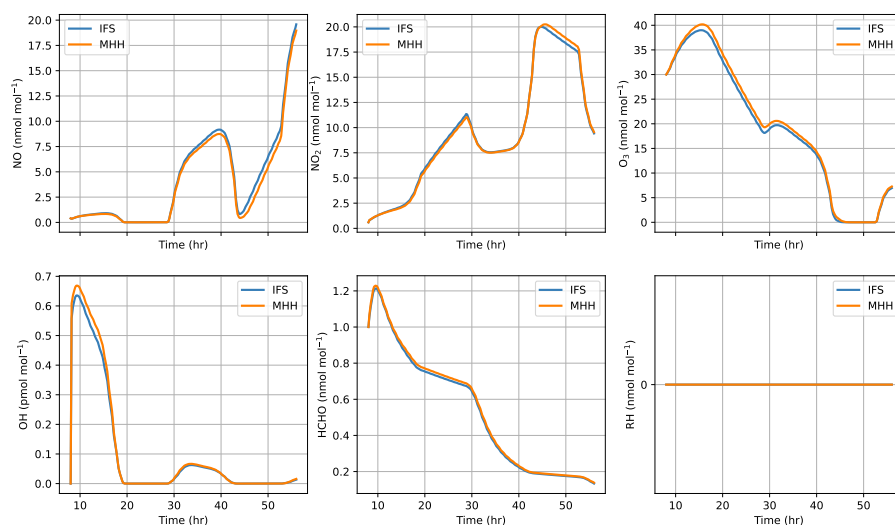 NO (nmol mol⁻¹)
20.0
17.5
15.0
12.5
10.0
7.5
5.0
2.5
0.0
IFS
MHH
Time (hr)
NO₂ (nmol mol⁻¹)
20.0
17.5
15.0
12.5
10.0
7.5
5.0
2.5
0.0
IFS
MHH
Time (hr)
O₃ (nmol mol⁻¹)
40
35
30
25
20
15
10
5
0
IFS
MHH
Time (hr)
OH (pmol mol⁻¹)
0.7
0.6
0.5
0.4
0.3
0.2
0.1
0.0
IFS
MHH
10 20 30 40 50
Time (hr)
HCHO (nmol mol⁻¹)
1.2
1.0
0.8
0.6
0.4
0.2
IFS
MHH
10 20 30 40 50
Time (hr)
RH (nmol mol⁻¹)
0
IFS
MHH
10 20 30 40 50
Time (hr)